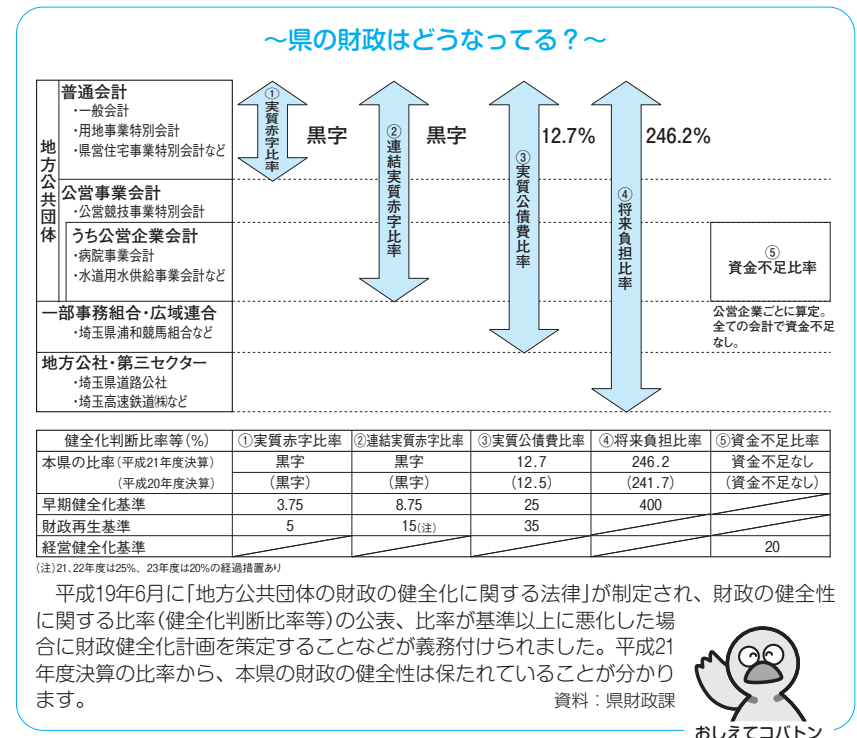 ～県の財政はどうなってる？～
地方公共団体
普通会計
・一般会計
・用地事業特別会計
・県営住宅事業特別会計など
公営事業会計
・公営競技事業特別会計
うち公営企業会計
・病院事業会計
・水道用水供給事業会計など
一部事務組合・広域連合
・埼玉県浦和競馬組合など
地方公社・第三セクター
・埼玉県道路公社
・埼玉高速鉄道㈱など
①実質赤字比率
黒字
②連結実質赤字比率
黒字
③実質公債費比率
12.7%
④将来負担比率
246.2%
⑤
資金不足比率
公営企業ごとに算定。
全ての会計で資金不足
なし。
健全化判断比率等(%) ①実質赤字比率 ②連結実質赤字比率 ③実質公債費比率 ④将来負担比率 ⑤資金不足比率
本県の比率(平成21年度決算) 黒字 黒字 12.7 246.2 資金不足なし
(平成20年度決算) (黒字) (黒字) (12.5) (241.7) (資金不足なし)
早期健全化基準 3.75 8.75 25 400
財政再生基準 5 15(注) 35
経営健全化基準 20
(注)21、22年度は25%、23年度は20%の経過措置あり
平成19年6月に「地方公共団体の財政の健全化に関する法律」が制定され、財政の健全性
に関する比率(健全化判断比率等)の公表、比率が基準以上に悪化した場
合に財政健全化計画を策定することなどが義務付けられました。平成21
年度決算の比率から、本県の財政の健全性は保たれていることが分かり
ます。 資料：県財政課
おしえてコバトン